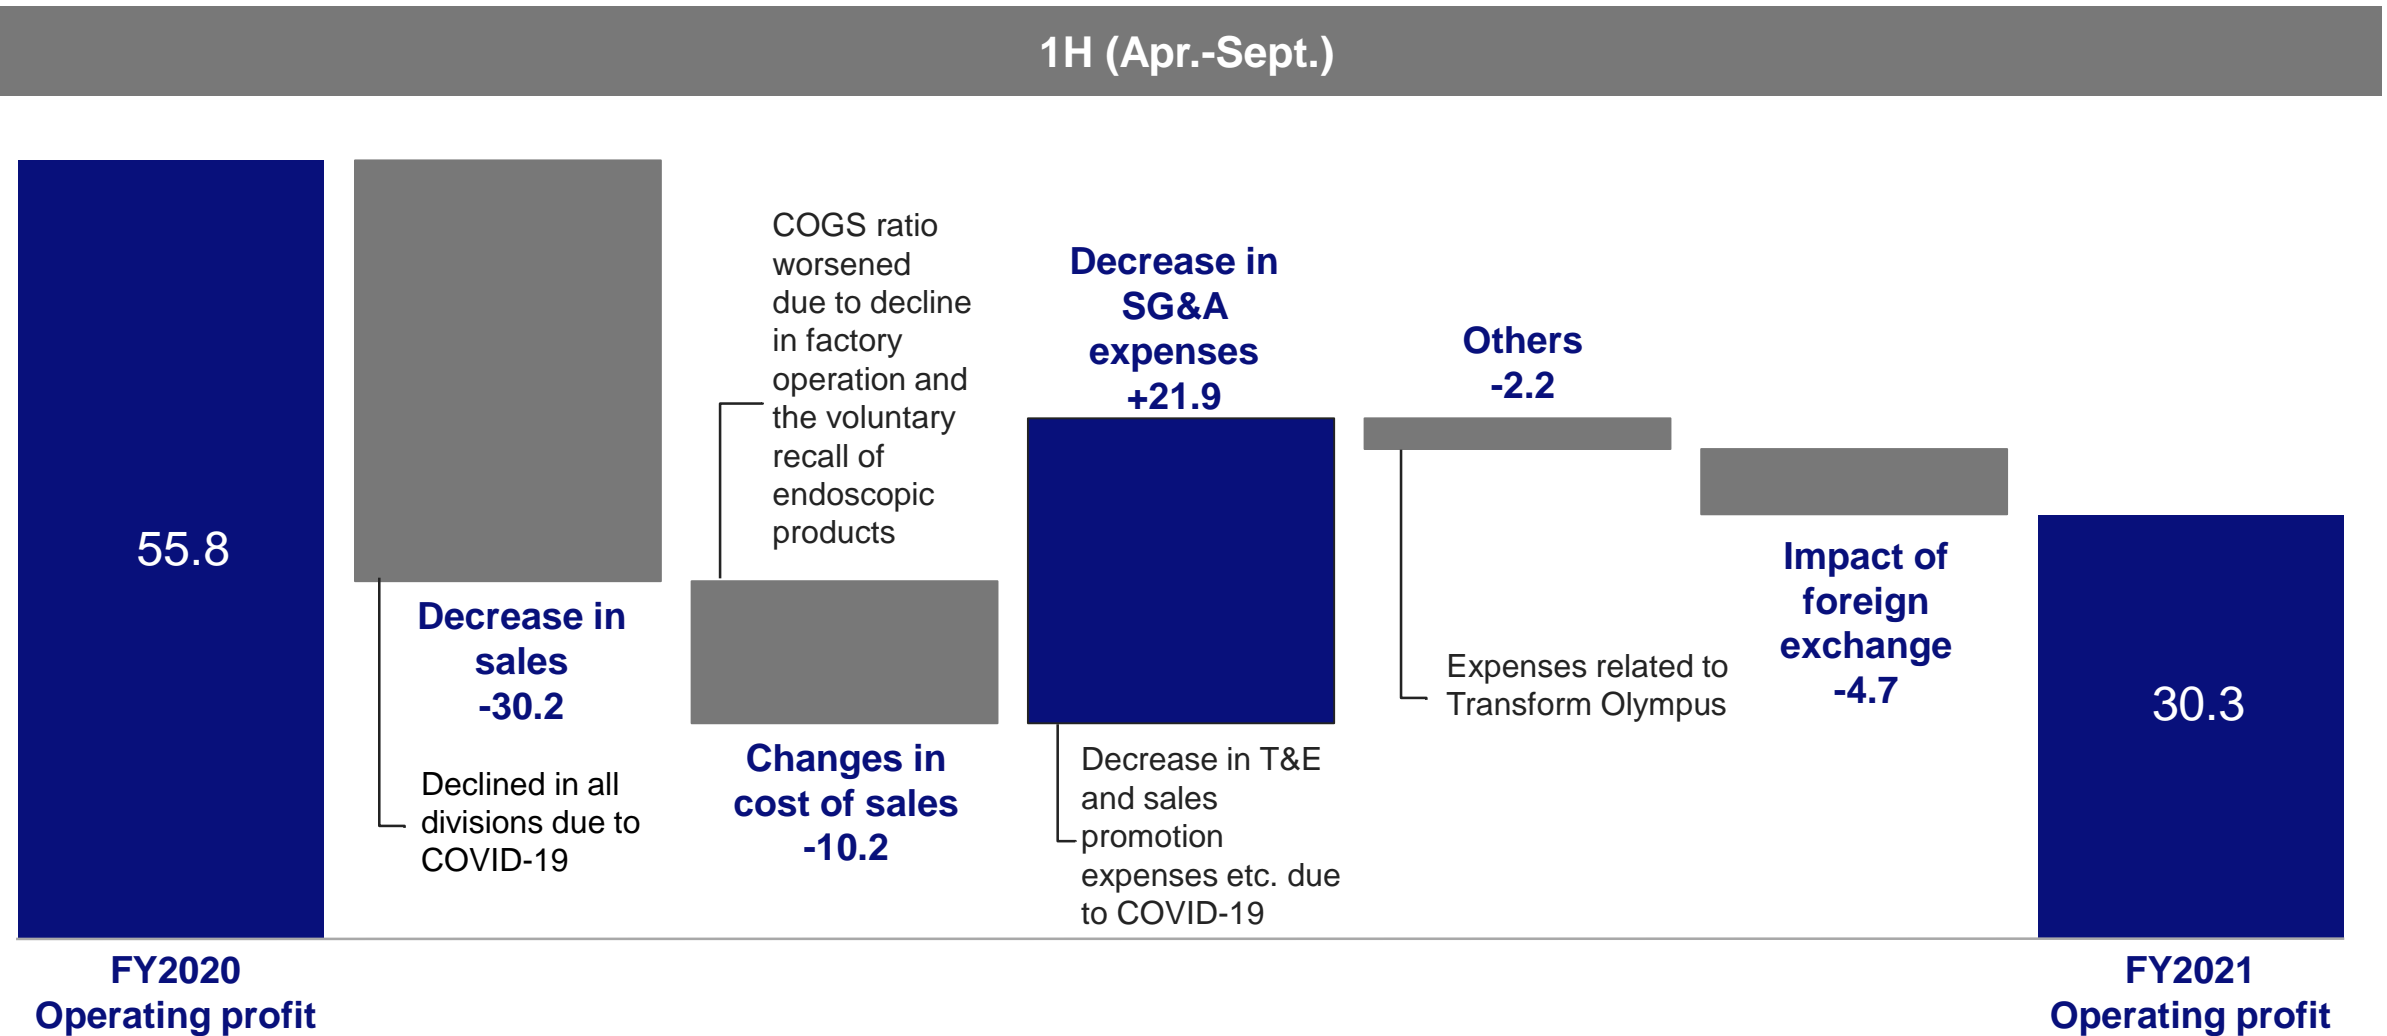 1H (Apr.-Sept.)
55.8
FY2020
Operating profit
Decrease in
sales
-30.2
Declined in all
divisions due to
COVID-19
COGS ratio
worsened
due to decline
in factory
operation and
the voluntary
recall of
endoscopic
products
Changes in
cost of sales
-10.2
Decrease in
SG&A
expenses
+21.9
Decrease in T&E
and sales
promotion
expenses etc. due
to COVID-19
Others
-2.2
Expenses related to
Transform Olympus
Impact of
foreign
exchange
-4.7
30.3
FY2021
Operating profit